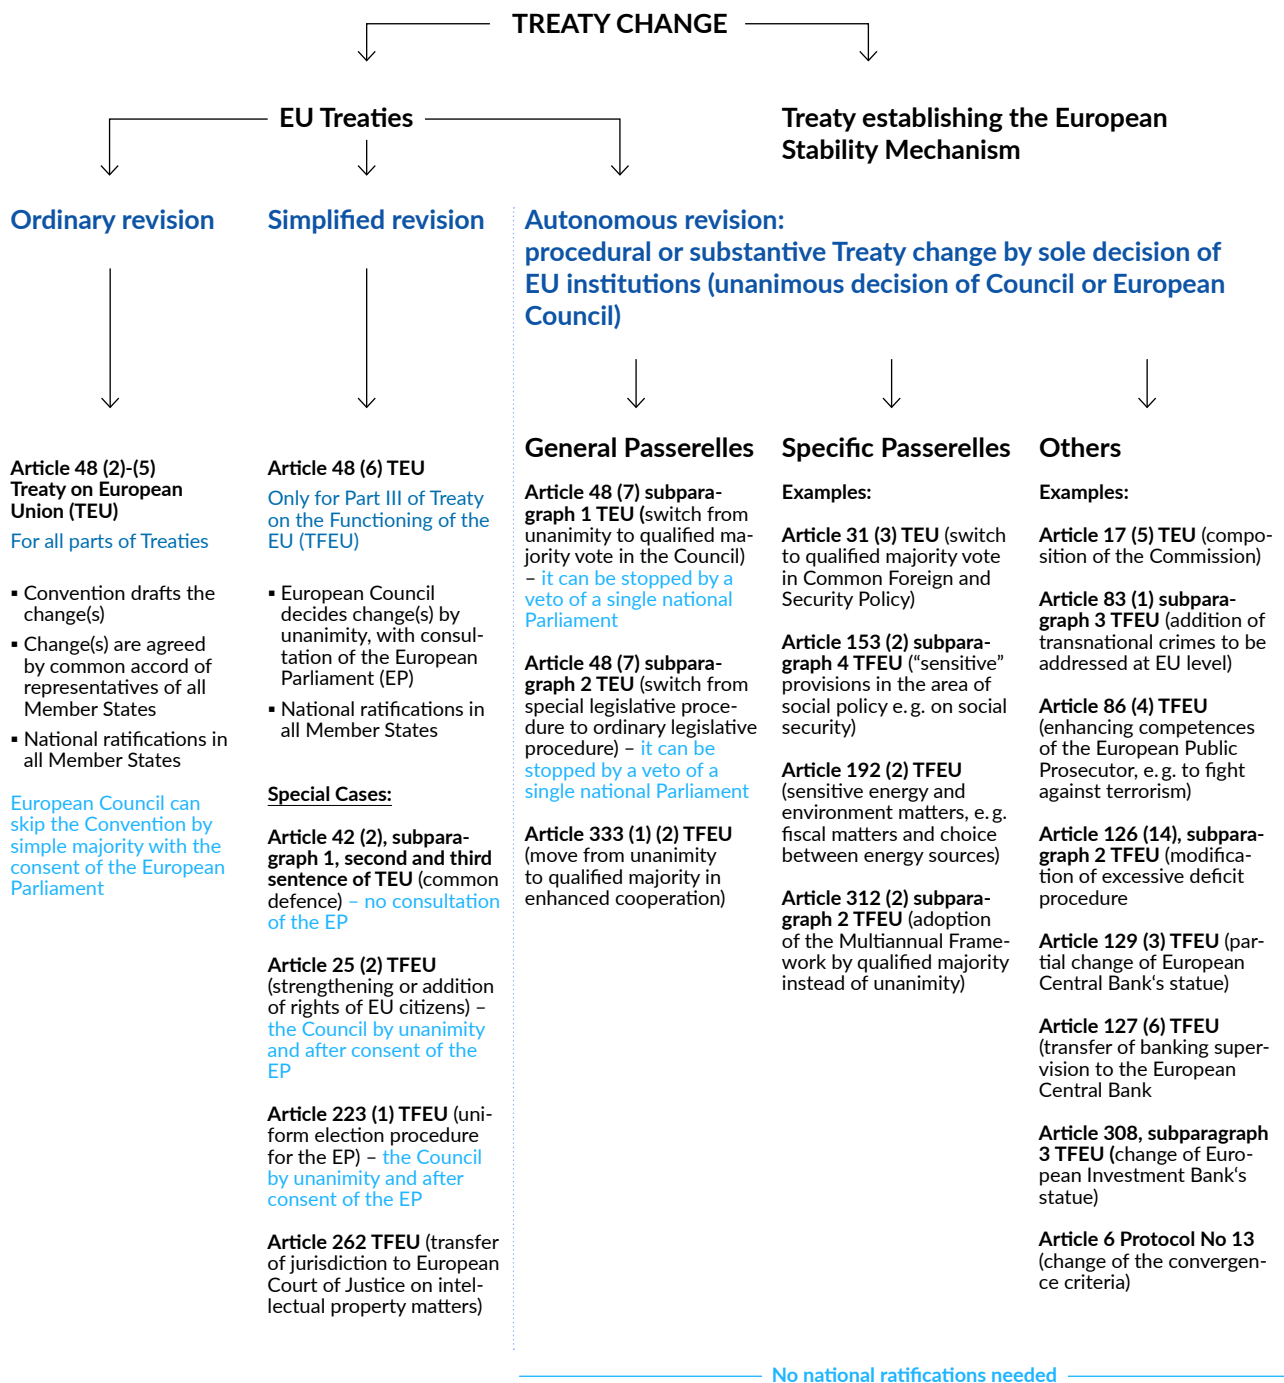 TREATY CHANGE
EU Treaties
Treaty establishing the European
Stability Mechanism
Ordinary revision
Simplified revision
Autonomous revision:
procedural or substantive Treaty change by sole decision of
EU institutions (unanimous decision of Council or European
Council)
Article 48 (2)-(5)
Treaty on European
Union (TEU)
For all parts of Treaties
▪ Convention drafts the
change(s)
▪ Change(s) are agreed
by common accord of
representatives of all
Member States
▪ National ratifications in
all Member States
European Council can
skip the Convention by
simple majority with the
consent of the European
Parliament
Article 48 (6) TEU
Only for Part III of Treaty
on the Functioning of the
EU (TFEU)
▪ European Council
decides change(s) by
unanimity, with consul-
tation of the European
Parliament (EP)
▪ National ratifications in
all Member States
Special Cases:
Article 42 (2), subpara-
graph 1, second and third
sentence of TEU (common
defence) – no consultation
of the EP
Article 25 (2) TFEU
(strengthening or addition
of rights of EU citizens) –
the Council by unanimity
and after consent of the
EP
Article 223 (1) TFEU (uni-
form election procedure
for the EP) – the Council
by unanimity and after
consent of the EP
Article 262 TFEU (transfer
of jurisdiction to European
Court of Justice on intel-
lectual property matters)
General Passerelles
Article 48 (7) subpara-
graph 1 TEU (switch from
unanimity to qualified ma-
jority vote in the Council)
– it can be stopped by a
veto of a single national
Parliament
Article 48 (7) subpara-
graph 2 TEU (switch from
special legislative proce-
dure to ordinary legislative
procedure) – it can be
stopped by a veto of a
single national Parliament
Article 333 (1) (2) TFEU
(move from unanimity
to qualified majority in
enhanced cooperation)
Specific Passerelles
Examples:
Article 31 (3) TEU (switch
to qualified majority vote
in Common Foreign and
Security Policy)
Article 153 (2) subpara-
graph 4 TFEU (“sensitive”
provisions in the area of
social policy e. g. on social
security)
Article 192 (2) TFEU
(sensitive energy and
environment matters, e. g.
fiscal matters and choice
between energy sources)
Article 312 (2) subpara-
graph 2 TFEU (adoption
of the Multiannual Frame-
work by qualified majority
instead of unanimity)
Others
Examples:
Article 17 (5) TEU (compo-
sition of the Commission)
Article 83 (1) subpara-
graph 3 TFEU (addition of
transnational crimes to be
addressed at EU level)
Article 86 (4) TFEU
(enhancing competences
of the European Public
Prosecutor, e. g. to fight
against terrorism)
Article 126 (14), subpara-
graph 2 TFEU (modifica-
tion of excessive deficit
procedure
Article 129 (3) TFEU (par-
tial change of European
Central Bank‘s statue)
Article 127 (6) TFEU
(transfer of banking super-
vision to the European
Central Bank
Article 308, subparagraph
3 TFEU (change of Euro-
pean Investment Bank‘s
statue)
Article 6 Protocol No 13
(change of the convergen-
ce criteria)
No national ratifications needed